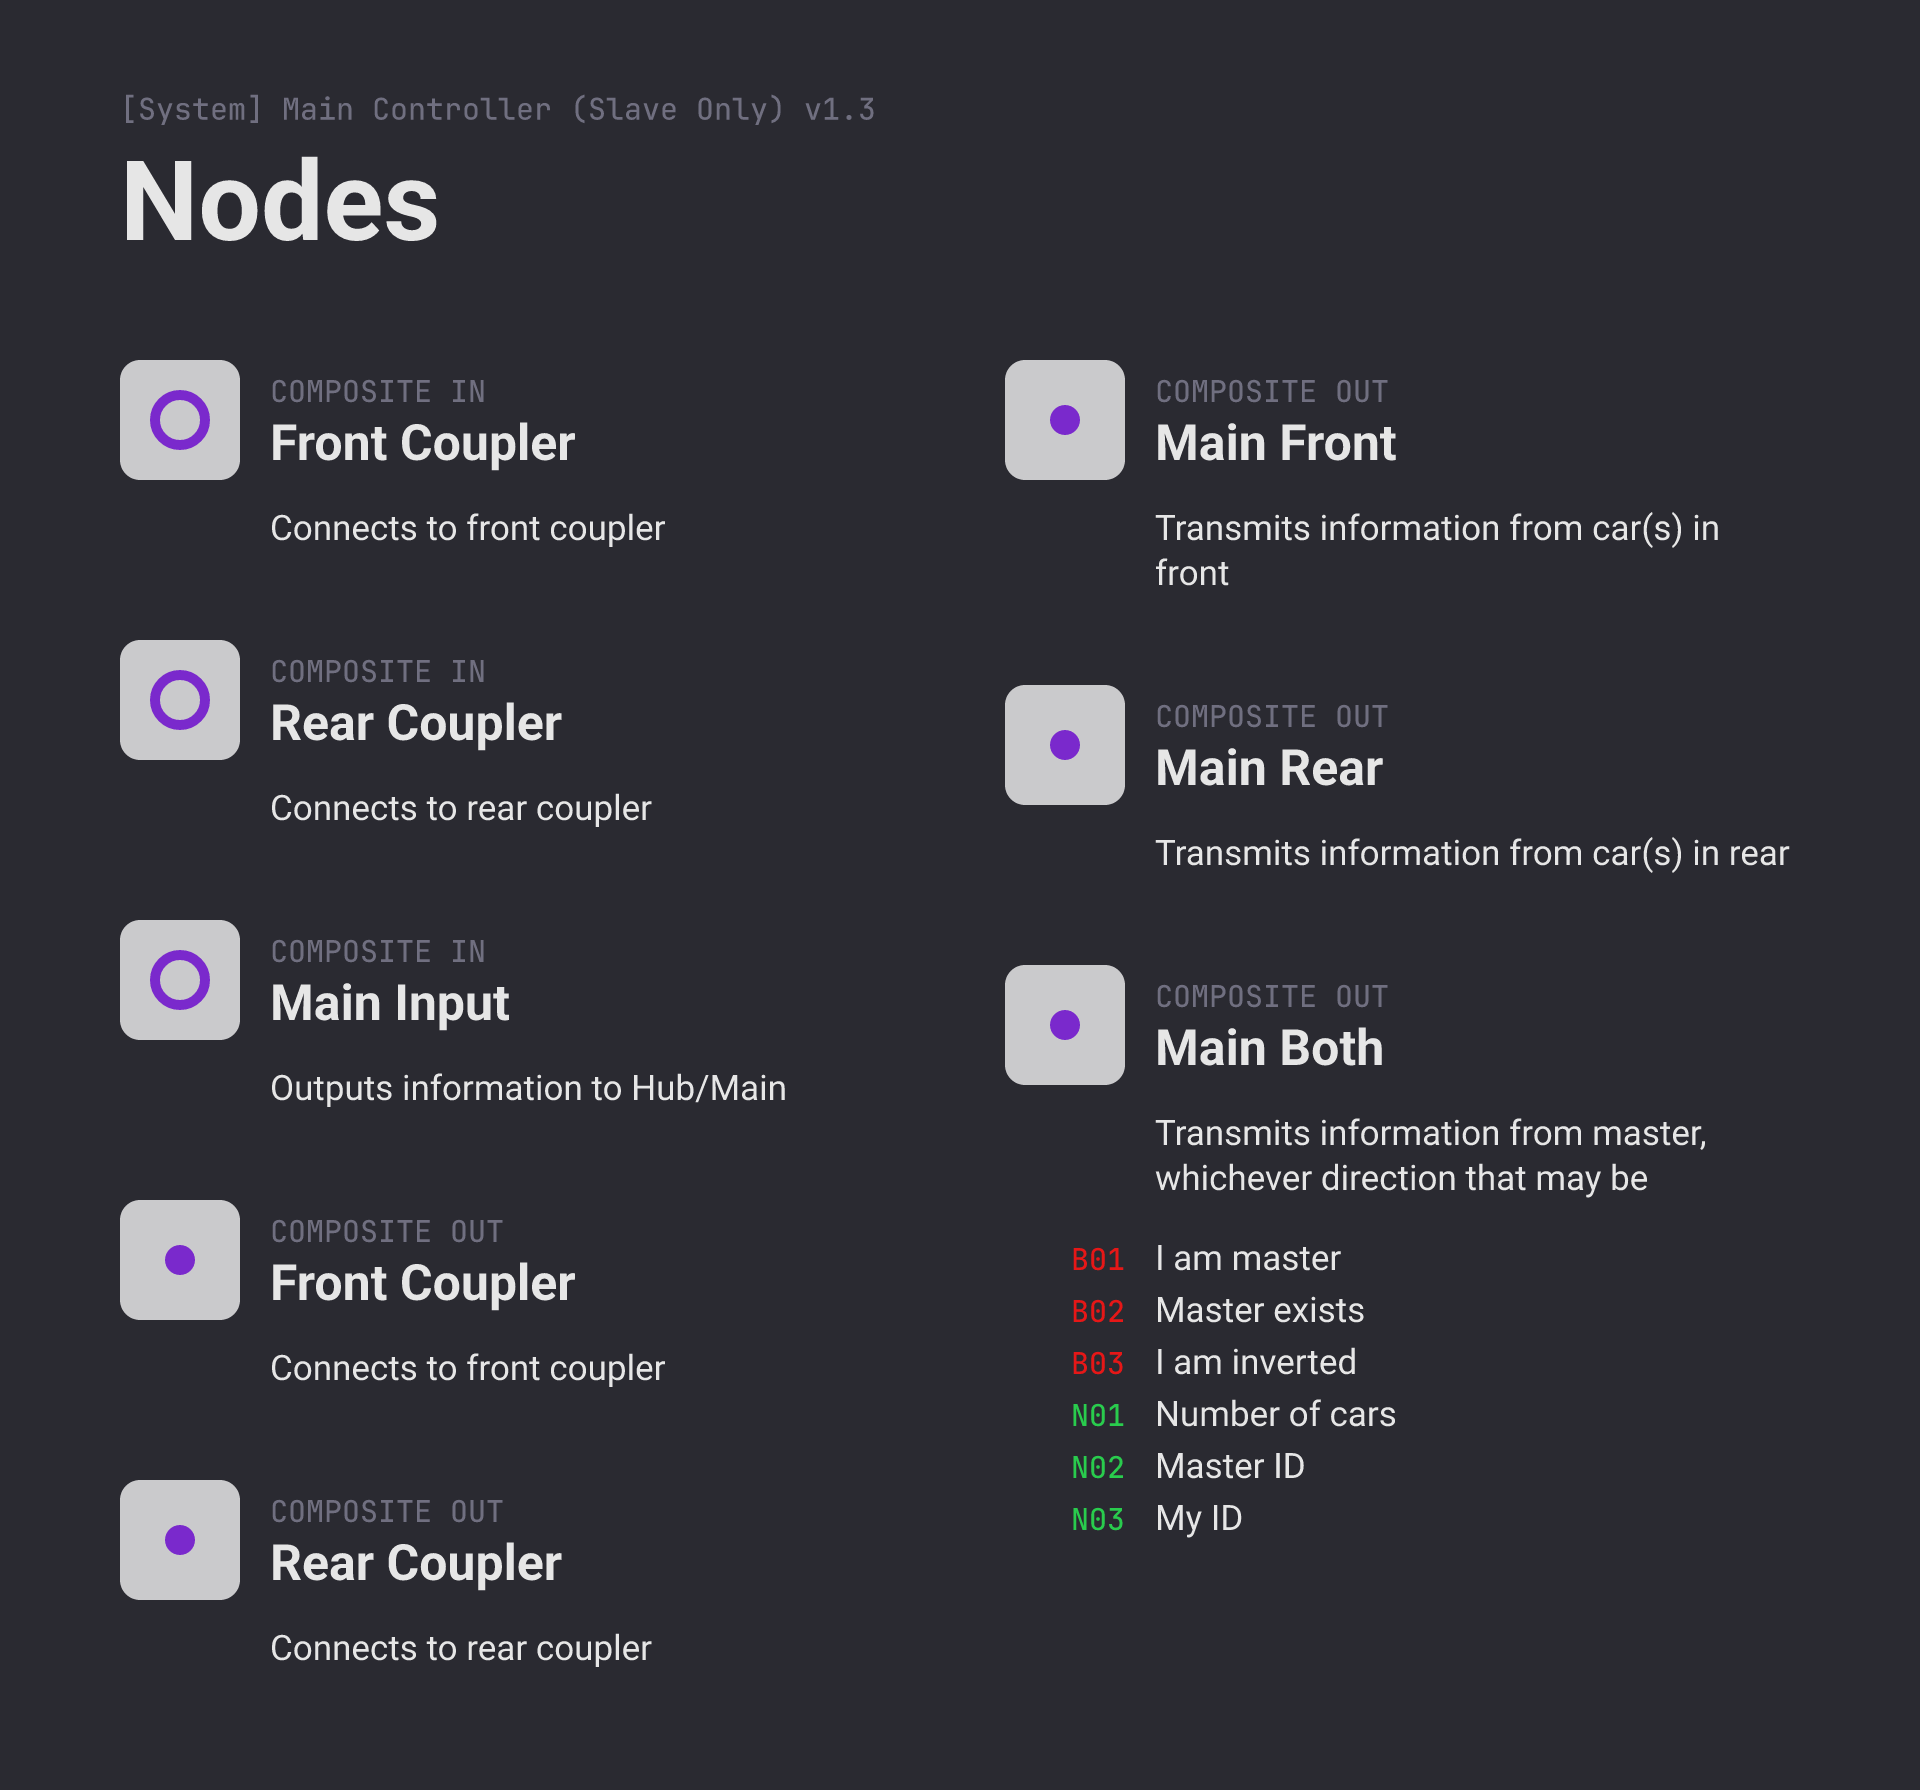 [System] Main Controller (Slave Only) v1.3
Nodes
COMPOSITE IN
Front Coupler
Connects to front coupler
COMPOSITE IN
Rear Coupler
Connects to rear coupler
COMPOSITE IN
Main Input
Outputs information to Hub/Main
COMPOSITE OUT
Front Coupler
Connects to front coupler
COMPOSITE OUT
Rear Coupler
Connects to rear coupler
COMPOSITE OUT
Main Front
Transmits information from car(s) in
front
COMPOSITE OUT
Main Rear
Transmits information from car(s) in rear
COMPOSITE OUT
Main Both
Transmits information from master,
whichever direction that may be
B01 I am master
B02 Master exists
B03 I am inverted
N01 Number of cars
N02 Master ID
N03 My ID